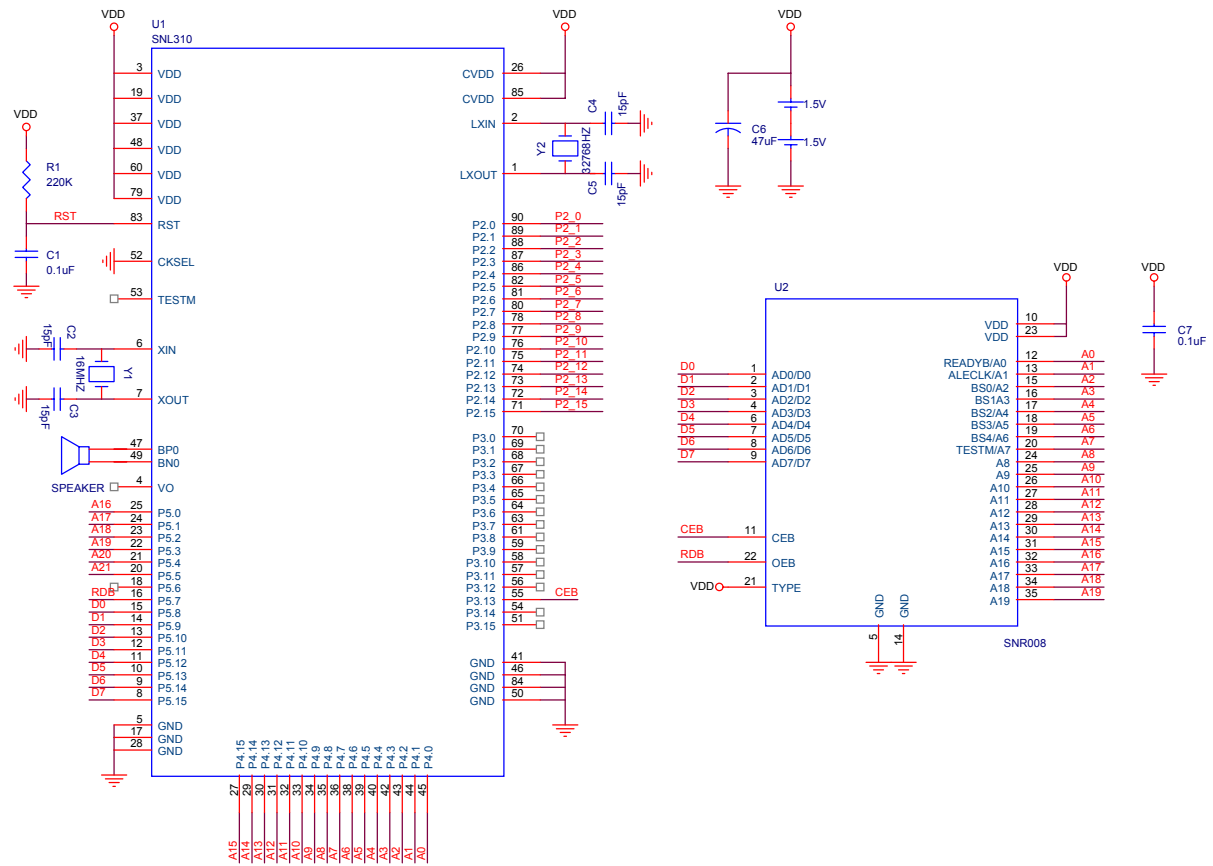 VDD
U1
SNL310
VDD
VDD
3 VDD
19 VDD
37 VDD
48 VDD
60 VDD
79 VDD
VDD
R1
220K
RST
83 RST
C1
0.1uF
52 CKSEL
53 TESTM
C2
15pF
6 XIN
16MHZ
Y1
7 XOUT
C3
15pF
47 BP0
49 BN0
SPEAKER
4 VO
A16 25 P5.0
A17 24 P5.1
A18 23 P5.2
A19 22 P5.3
A20 21 P5.4
A21 20 P5.5
18 P5.6
RDB 16 P5.7
D0 15 P5.8
D1 14 P5.9
D2 13 P5.10
D3 12 P5.11
D4 11 P5.12
D5 10 P5.13
D6 9 P5.14
D7 8 P5.15
5 GND
17 GND
28 GND
CVDD 26
CVDD 85
LXIN 2
C4
15pF
Y2
32768HZ
LXOUT 1
C5
15pF
P2.0 90 P2_0
P2.1 89 P2_1
P2.2 88 P2_2
P2.3 87 P2_3
P2.4 86 P2_4
P2.5 82 P2_5
P2.6 81 P2_6
P2.7 80 P2_7
P2.8 78 P2_8
P2.9 77 P2_9
P2.10 76 P2_10
P2.11 75 P2_11
P2.12 74 P2_12
P2.13 73 P2_13
P2.14 72 P2_14
P2.15 71 P2_15
P3.0 70
P3.1 69
P3.2 68
P3.3 67
P3.4 66
P3.5 65
P3.6 64
P3.7 63
P3.8 61
P3.9 59
P3.10 58
P3.11 57
P3.12 56
P3.13 55 CEB
P3.14 54
P3.15 51
GND 41
GND 46
GND 84
GND 50
P4.15 27 A15
P4.14 29 A14
P4.13 30 A13
P4.12 31 A12
P4.11 32 A11
P4.10 33 A10
P4.9 34 A9
P4.8 35 A8
P4.7 36 A7
P4.6 38 A6
P4.5 39 A5
P4.4 40 A4
P4.3 42 A3
P4.2 43 A2
P4.1 44 A1
P4.0 45 A0
C6
47uF
1.5V
1.5V
U2
VDD
VDD
C7
0.1uF
VDD 10
VDD 23
D0 1 AD0/D0
D1 2 AD1/D1
D2 3 AD2/D2
D3 4 AD3/D3
D4 6 AD4/D4
D5 7 AD5/D5
D6 8 AD6/D6
D7 9 AD7/D7
CEB 11 CEB
RDB 22 OEB
VDD 21 TYPE
READYB/A0 12 A0
ALECLK/A1 13 A1
BS0/A2 15 A2
BS1A3 16 A3
BS2/A4 17 A4
BS3/A5 18 A5
BS4/A6 19 A6
TESTM/A7 20 A7
A8 24 A8
A9 25 A9
A10 26 A10
A11 27 A11
A12 28 A12
A13 29 A13
A14 30 A14
A15 31 A15
A16 32 A16
A17 33 A17
A18 34 A18
A19 35 A19
GND 5
GND 14
SNR008